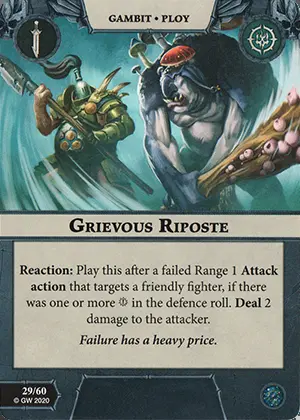 GAMBIT • PLOY
GRIEVOUS RIPOSTE
Reaction: Play this after a failed Range 1 Attack
action that targets a friendly fighter, if there
was one or more in the defence roll. Deal 2
damage to the attacker.
Failure has a heavy price.
29/60
© GW 2020